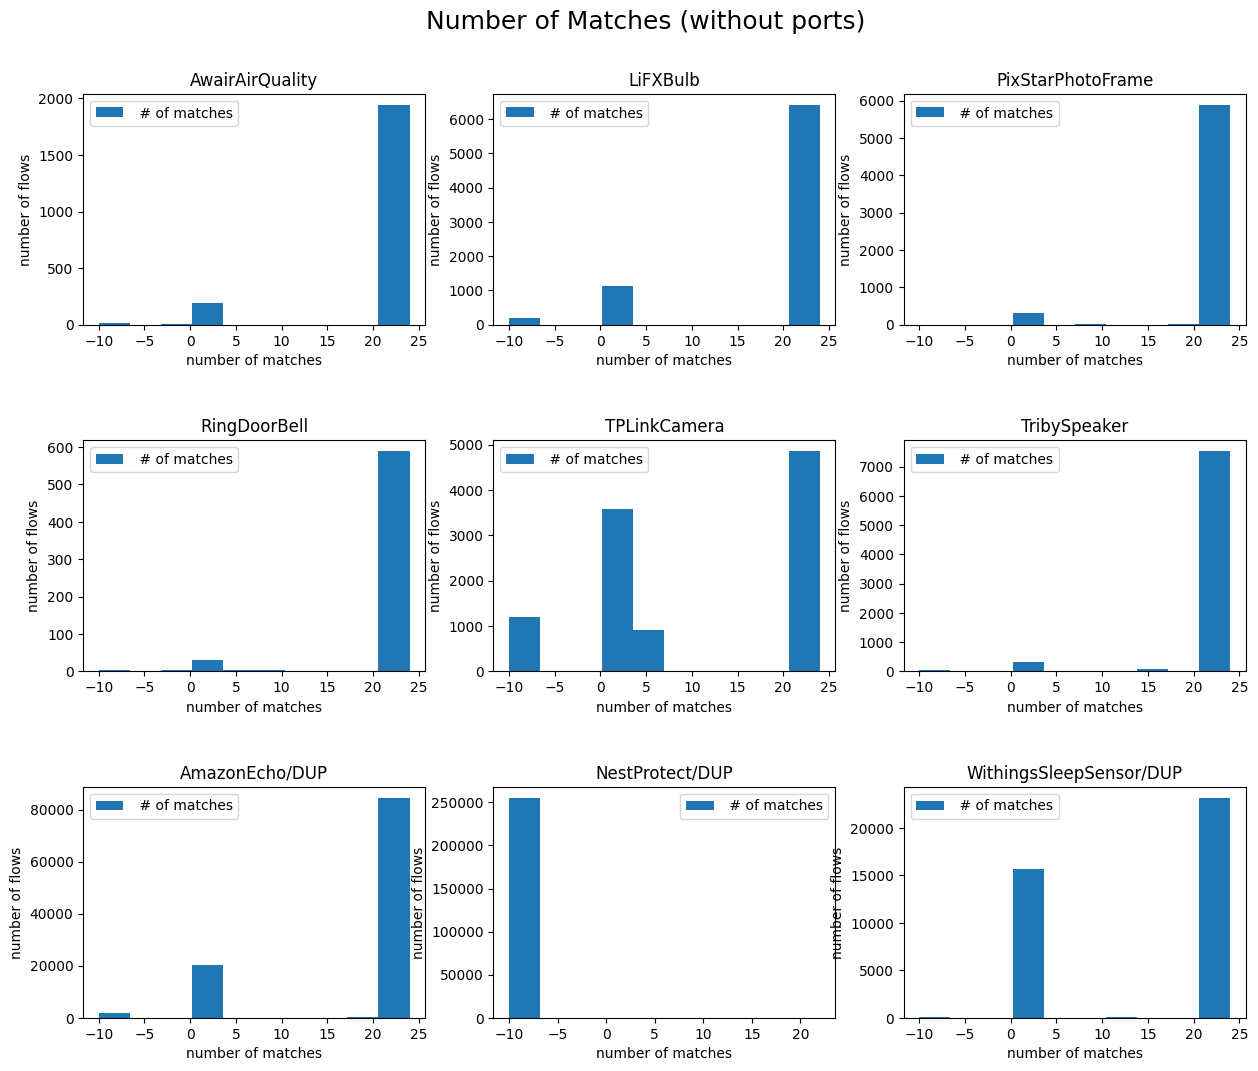 Number of Matches (without ports)
AwairAirQuality
# of matches
2000
1500
1000
500
0
number of flows
−10 −5 0 5 10 15 20 25
number of matches
LiFXBulb
# of matches
6000
5000
4000
3000
2000
1000
0
number of flows
−10 −5 0 5 10 15 20 25
number of matches
PixStarPhotoFrame
# of matches
6000
5000
4000
3000
2000
1000
0
number of flows
−10 −5 0 5 10 15 20 25
number of matches
RingDoorBell
# of matches
600
500
400
300
200
100
0
number of flows
−10 −5 0 5 10 15 20 25
number of matches
TPLinkCamera
# of matches
5000
4000
3000
2000
1000
0
number of flows
−10 −5 0 5 10 15 20 25
number of matches
TribySpeaker
# of matches
7000
6000
5000
4000
3000
2000
1000
0
number of flows
−10 −5 0 5 10 15 20 25
number of matches
AmazonEcho/DUP
# of matches
80000
60000
40000
20000
0
number of flows
−10 −5 0 5 10 15 20 25
number of matches
NestProtect/DUP
# of matches
250000
200000
150000
100000
50000
0
number of flows
−10 −5 0 5 10 15 20
number of matches
WithingsSleepSensor/DUP
# of matches
20000
15000
10000
5000
0
number of flows
−10 −5 0 5 10 15 20 25
number of matches